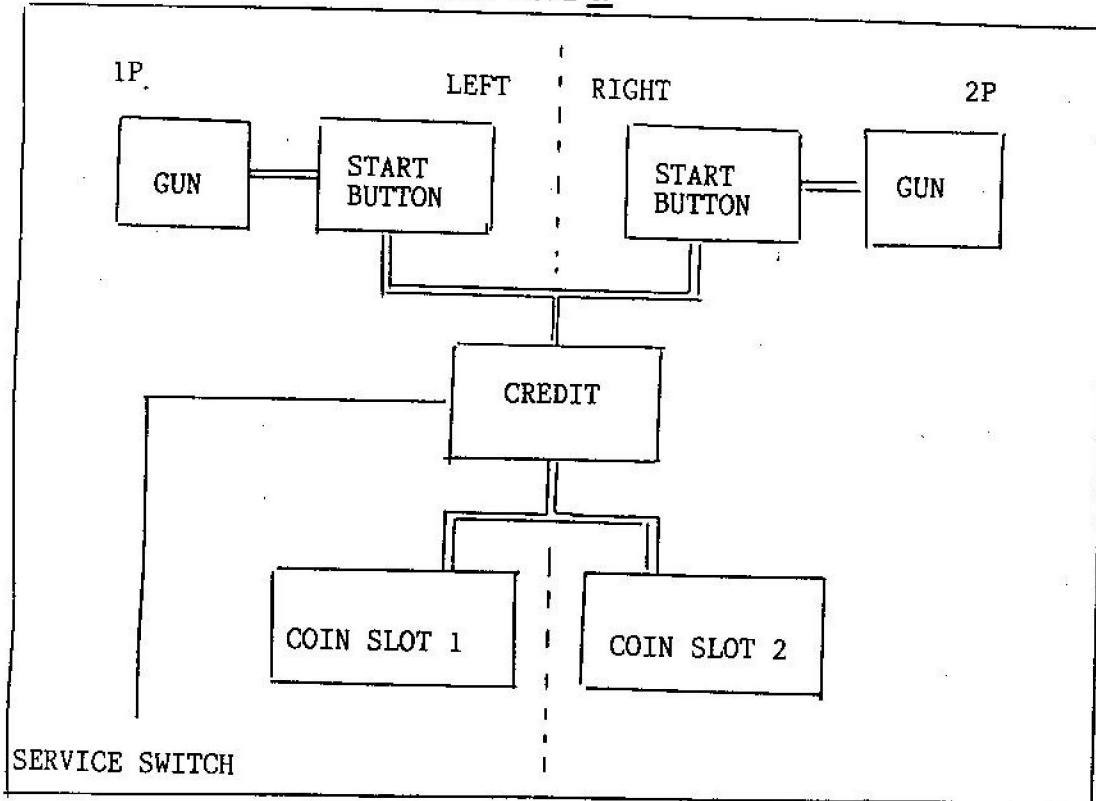 1P.
LEFT
RIGHT
2P
GUN
START
BUTTON
START
BUTTON
GUN
CREDIT
COIN SLOT 1
COIN SLOT 2
SERVICE SWITCH